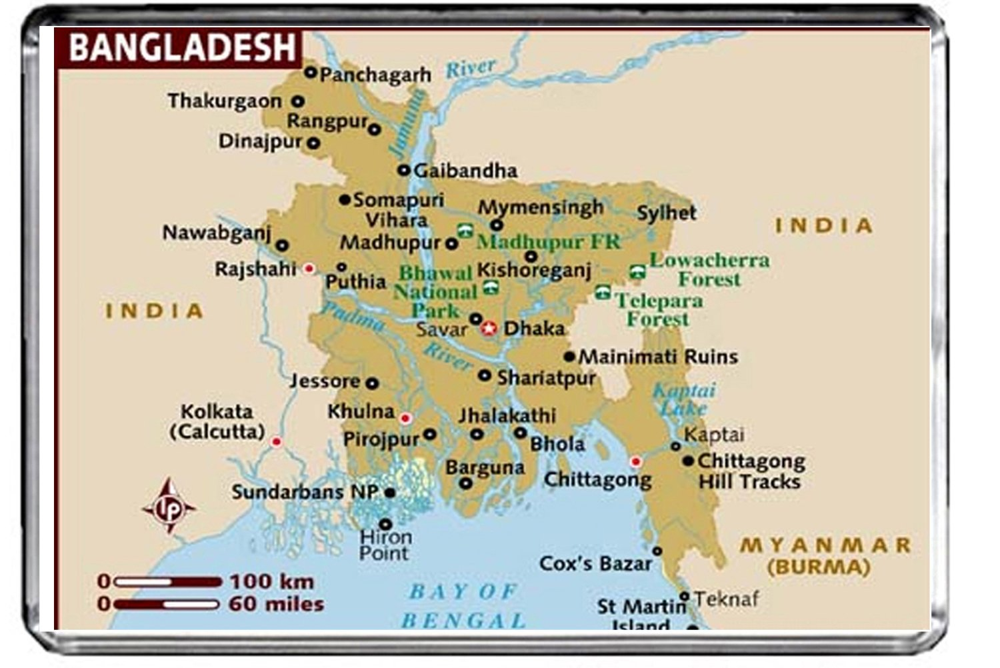 BANGLADESH
Panchagarh
River
Thakurgaon
Jamuna
Rangpur
Dinajpur
Gaibandha
Somapuri
Vihara
Mymensingh
Sylhet
INDIA
Nawabganj
Madhupur
Madhupur FR
Rajshahi
Puthia
Bhawal
National
Park
Kishoreganj
Lowacherra
Forest
Telepara
Forest
INDIA
Padma
River
Savar
Dhaka
Mainimati Ruins
Jessore
Shariatpur
Kaptai
Lake
Kolkata
(Calcutta)
Khulna
Jhalakathi
Pirojpur
Bhola
Kaptai
Barguna
Chittagong
Chittagong
Hill Tracks
Sundarbans NP
lp
Hiron
Point
Cox's Bazar
MYANMAR
(BURMA)
0 100 km
0 60 miles
BAY OF
BENGAL
Teknaf
St Martin
Island